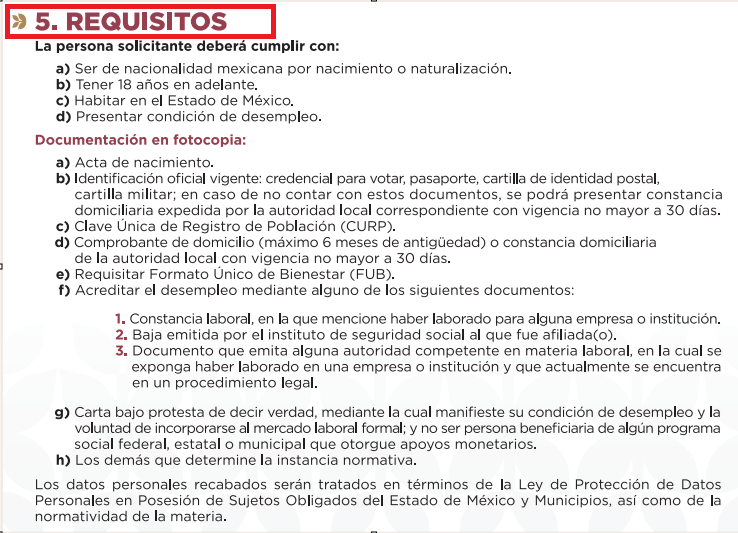 5. REQUISITOS
La persona solicitante deberá cumplir con:
a) Ser de nacionalidad mexicana por nacimiento o naturalización.
b) Tener 18 años en adelante.
c) Habitar en el Estado de México.
d) Presentar condición de desempleo.
Documentación en fotocopia:
a) Acta de nacimiento.
b) Identificación oficial vigente: credencial para votar, pasaporte, cartilla de identidad postal,
cartilla militar; en caso de no contar con estos documentos, se podrá presentar constancia
domiciliaria expedida por la autoridad local correspondiente con vigencia no mayor a 30 días.
c) Clave Única de Registro de Población (CURP).
d) Comprobante de domicilio (máximo 6 meses de antigüedad) o constancia domiciliaria
de la autoridad local con vigencia no mayor a 30 días.
e) Requisitar Formato Único de Bienestar (FUB).
f) Acreditar el desempleo mediante alguno de los siguientes documentos:
1. Constancia laboral, en la que mencione haber laborado para alguna empresa o institución.
2. Baja emitida por el instituto de seguridad social al que fue afiliada(o).
3. Documento que emita alguna autoridad competente en materia laboral, en la cual se
exponga haber laborado en una empresa o institución y que actualmente se encuentra
en un procedimiento legal.
g) Carta bajo protesta de decir verdad, mediante la cual manifieste su condición de desempleo y la
voluntad de incorporarse al mercado laboral formal; y no ser persona beneficiaria de algún programa
social federal, estatal o municipal que otorgue apoyos monetarios.
h) Los demás que determine la instancia normativa.
Los datos personales recabados serán tratados en términos de la Ley de Protección de Datos
Personales en Posesión de Sujetos Obligados del Estado de México y Municipios, así como de la
normatividad de la materia.